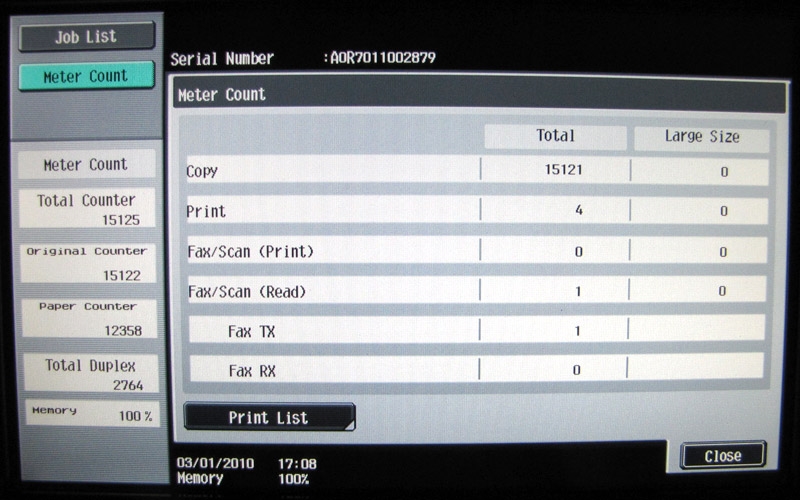 Job List
Meter Count
Serial Number :A0R7011002879
Meter Count
Total Large Size
Copy 15121 0
Print 4 0
Fax/Scan (Print) 0 0
Fax/Scan (Read) 1 0
Fax TX 1
Fax RX 0
Meter Count
Total Counter
15125
Original Counter
15122
Paper Counter
12358
Total Duplex
2764
Memory 100 %
Print List
Close
03/01/2010 17:08
Memory 100%